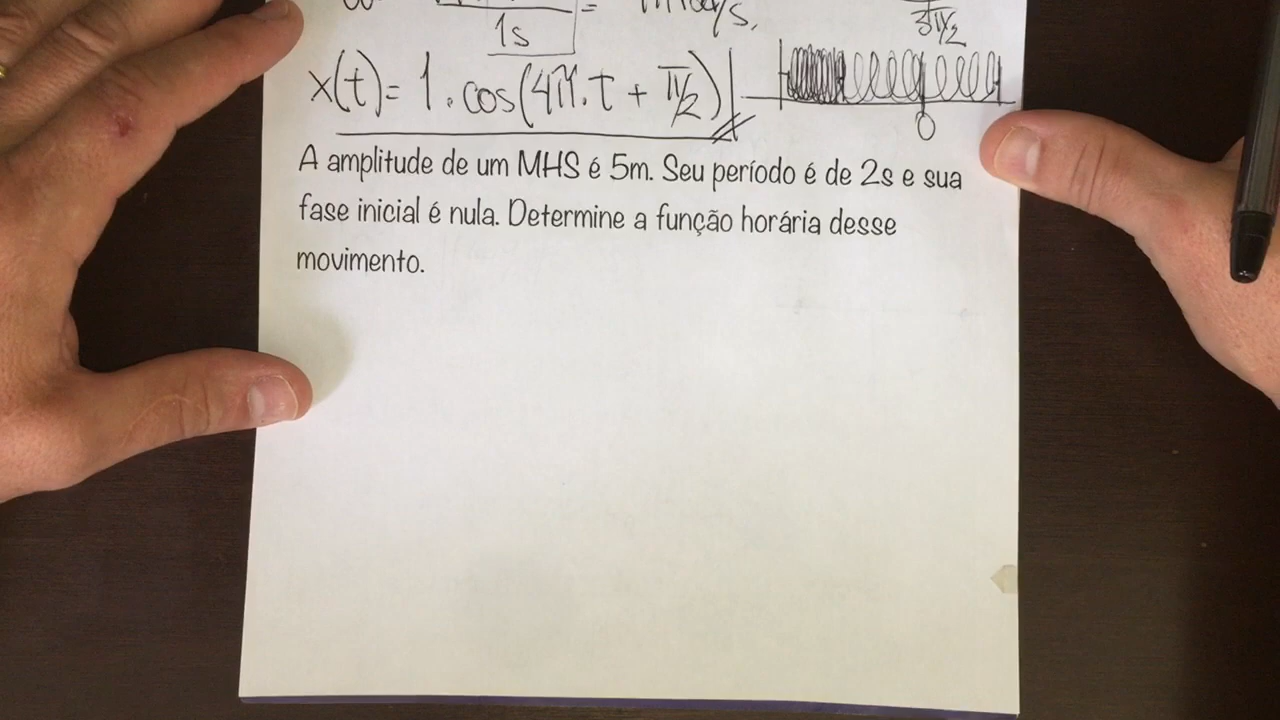 1s =
3π/2
x(t)= 1 . cos(4π.t + π/2)
0
A amplitude de um MHS é 5m. Seu período é de 2s e sua
fase inicial é nula. Determine a função horária desse
movimento.